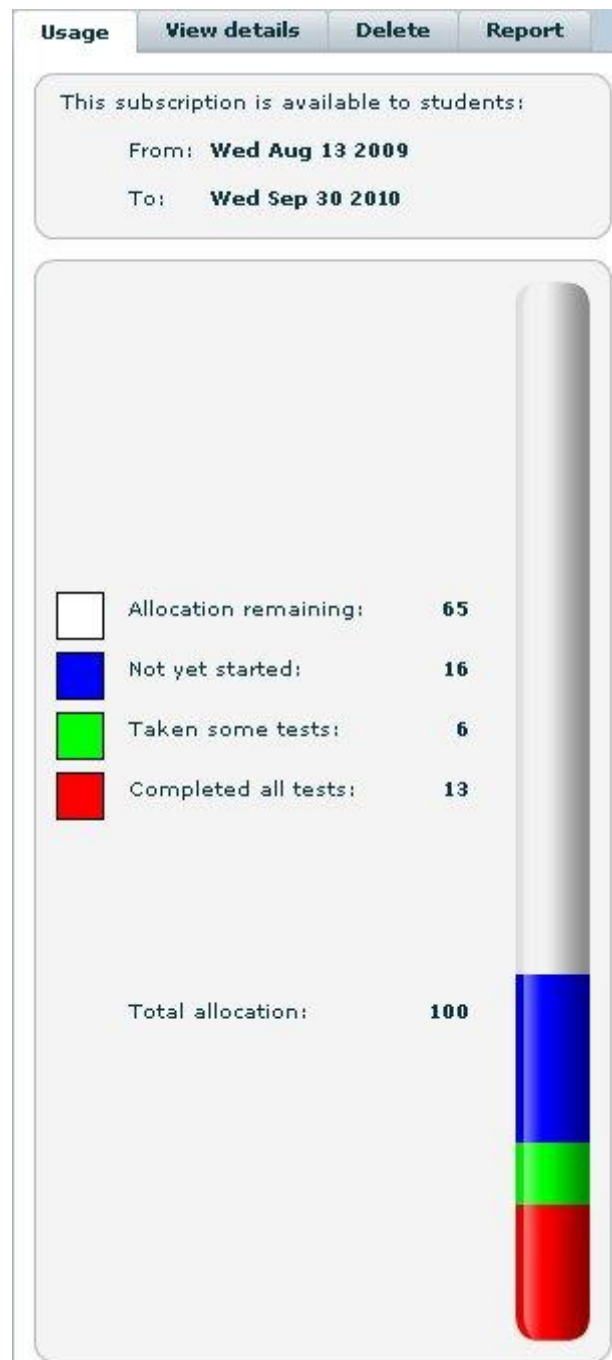 Usage View details Delete Report
This subscription is available to students:
From: Wed Aug 13 2009
To: Wed Sep 30 2010
Allocation remaining: 65
Not yet started: 16
Taken some tests: 6
Completed all tests: 13
Total allocation: 100